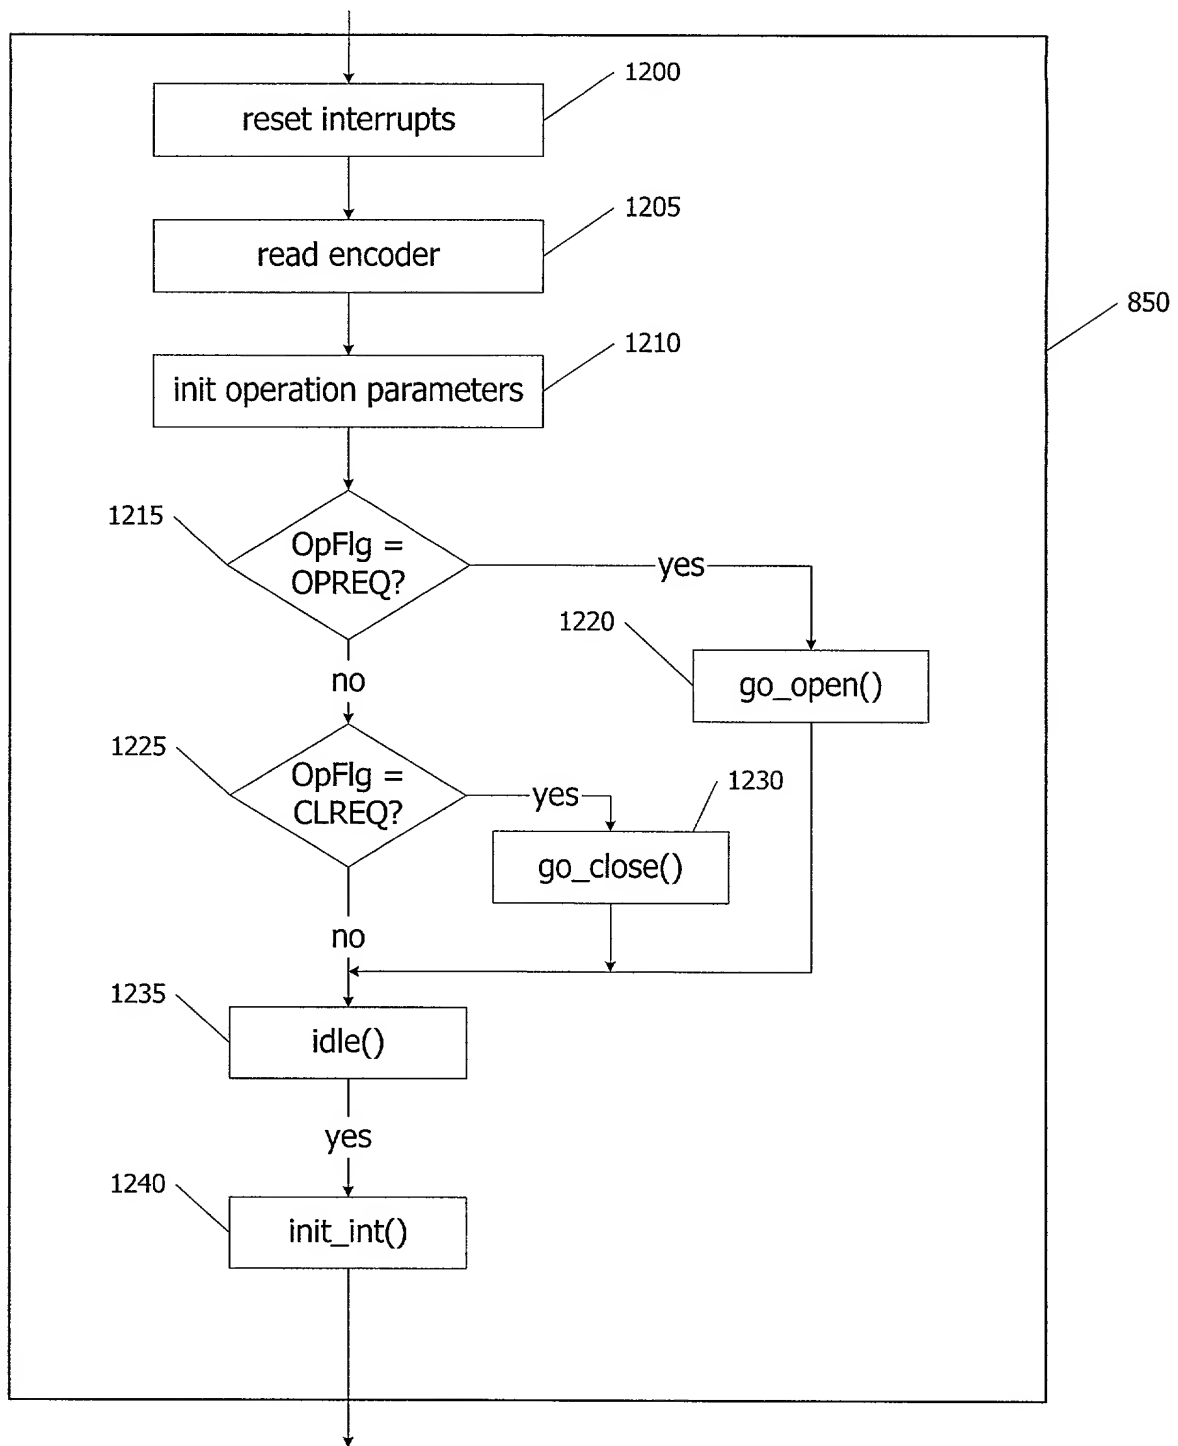 1200
reset interrupts
1205
read encoder
850
1210
init operation parameters
1215
OpFlg =
OPREQ?
yes
1220
go_open()
no
1225
OpFlg =
CLREQ?
yes
1230
go_close()
no
1235
idle()
yes
1240
init_int()